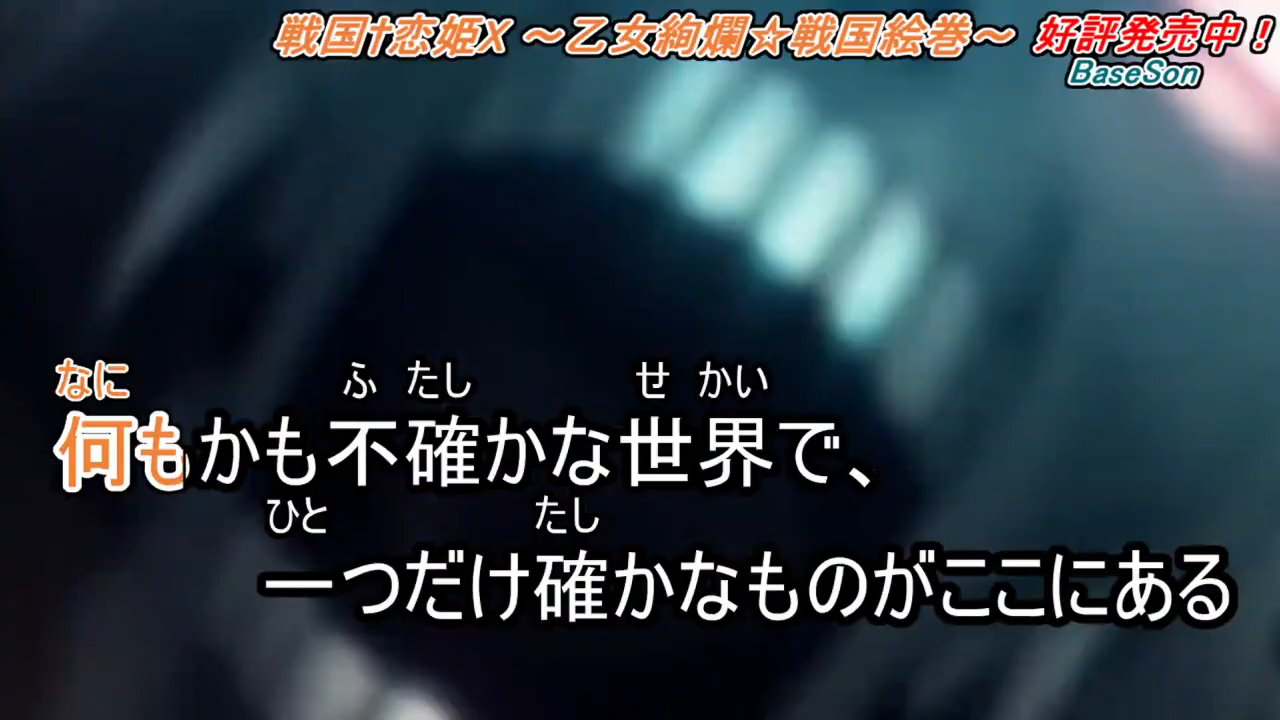 戦国†恋姫X ～乙女絢爛☆戦国絵巻～ 好評発売中！
BaseSon
なに ふ たし せ かい
何もかも不確かな世界で、
ひと たし
一つだけ確かなものがここにある